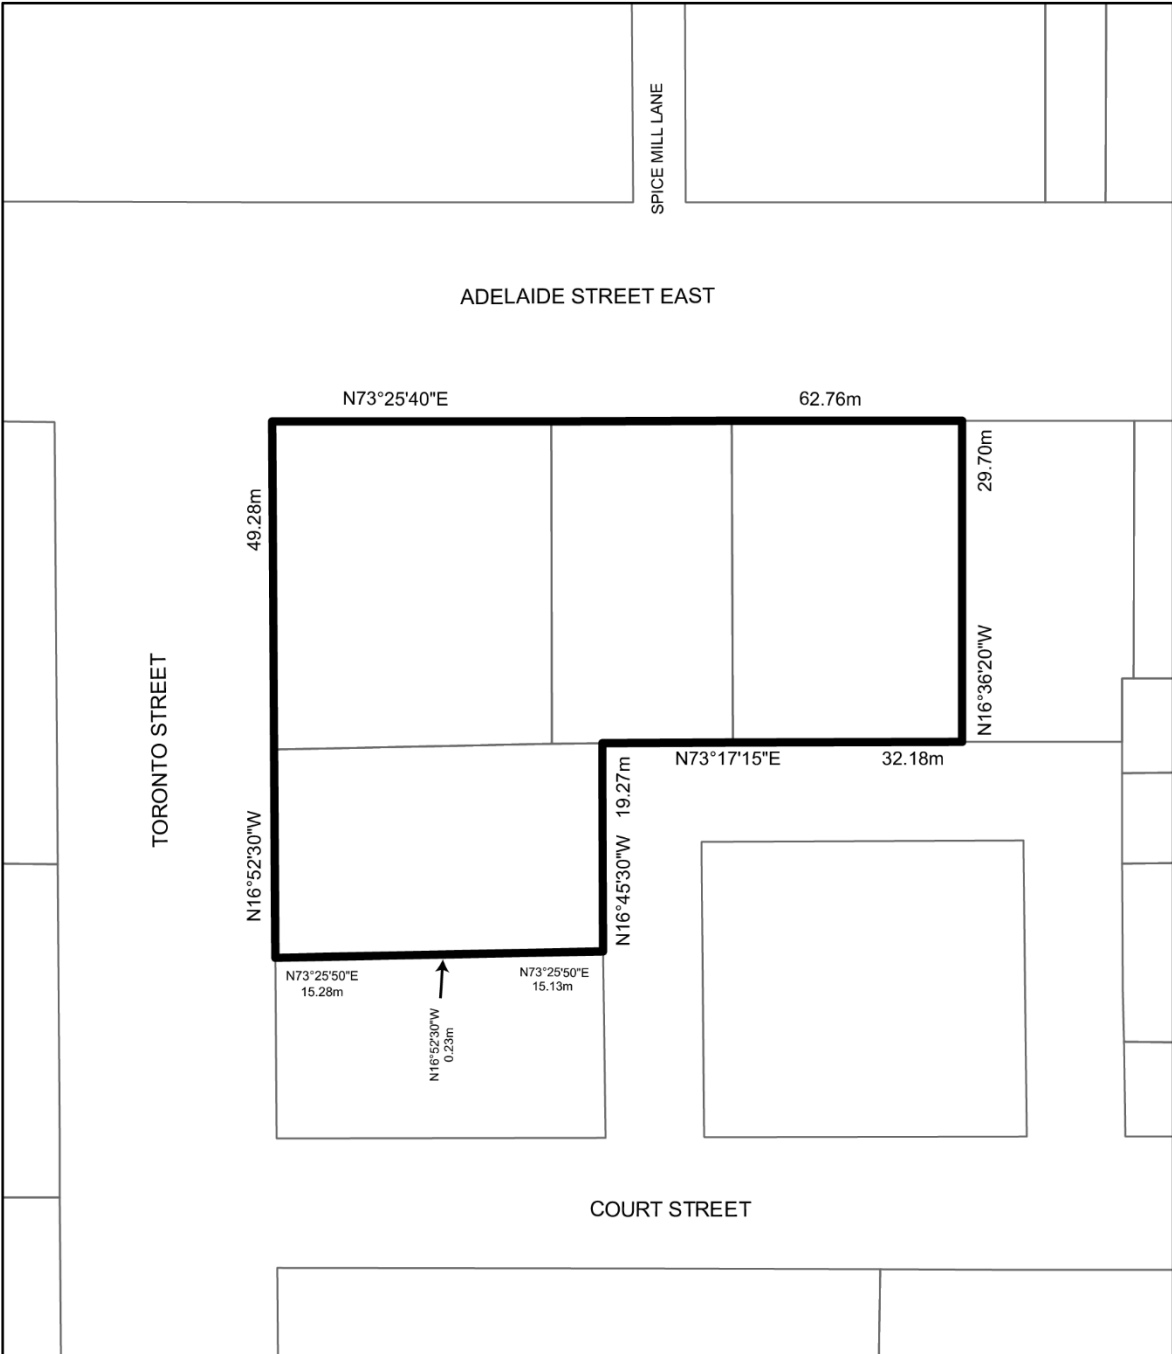 SPICE MILL LANE
ADELAIDE STREET EAST
N73°25'40"E
62.76m
29.70m
49.28m
N16°36'20"W
TORONTO STREET
N73°17'15"E
32.18m
19.27m
N16°52'30"W
N16°45'30"W
N73°25'50"E
15.28m
N73°25'50"E
15.13m
N16°52'30"W
0.23m
COURT STREET